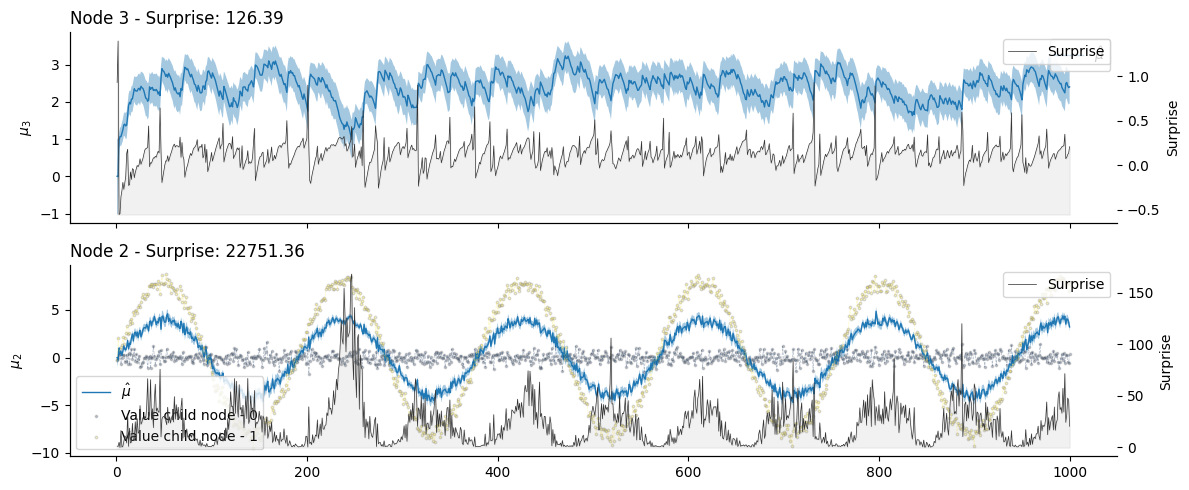 Node 3 - Surprise: 126.39
Surprise
μ₃
3
2
1
0
−1
1.0
0.5
0.0
−0.5
Surprise
Node 2 - Surprise: 22751.36
Surprise
μ₂
5
0
−5
−10
μ̂
Value child node - 0
Value child node - 1
150
100
50
0
Surprise
0
200
400
600
800
1000